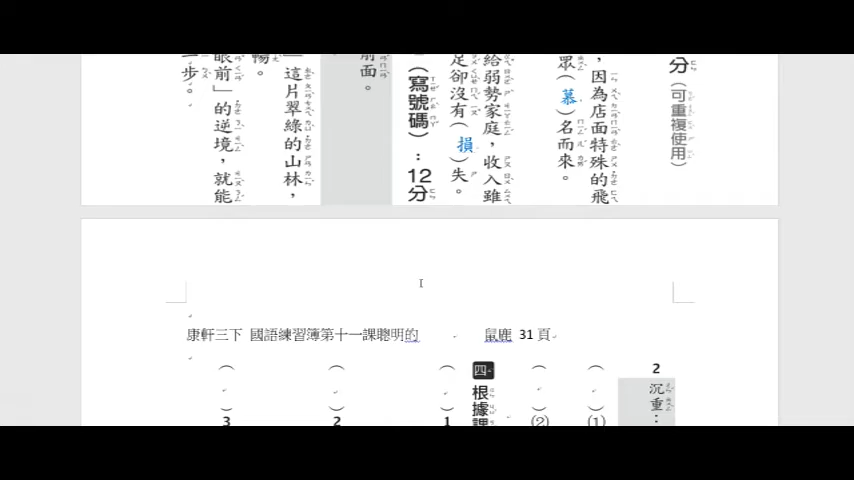 分(可重複使用)
,因為店面特殊的飛
眾(慕)名而來。
給弱勢家庭,收入雖
足卻沒有(損)失。
(寫號碼):12分
前面。
這片翠綠的山林,
暢。
眼前」的逆境,就能
一步。
康軒三下 國語練習簿第十一課聰明的 鼠鹿 31頁
2
沉重:
( )(1)
( )(2)
四 根據課
( )1
( )2
( )3